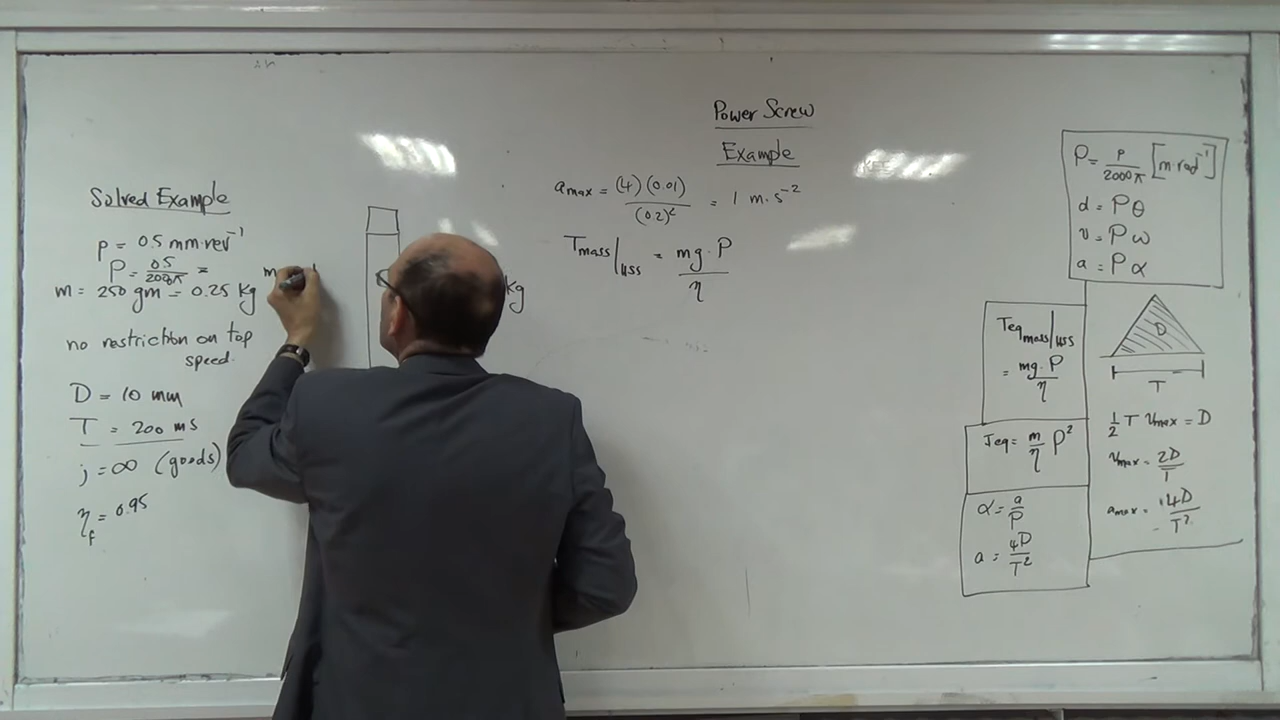 Power Screw
Example
Solved Example
p = 0.5 mm·rev⁻¹
P = 0.5/2000π =
m = 250 gm = 0.25 Kg
no restriction on top
speed.
D = 10 mm
T = 200 ms
j = ∞ (goods)
η_f = 0.95
kg
a_max = (4)(0.01)/(0.2)² = 1 m·s⁻²
T_mass/uss = mg·P/η
P = p/2000π [m·rad⁻¹]
d = Pθ
v = Pω
a = Pα
Teq_mass/uss
= mg·P/η
Jeq = m/η P²
α = a/P
a = 4D/T²
D
T
½ T v_max = D
v_max = 2D/T
a_max = 4D/T²